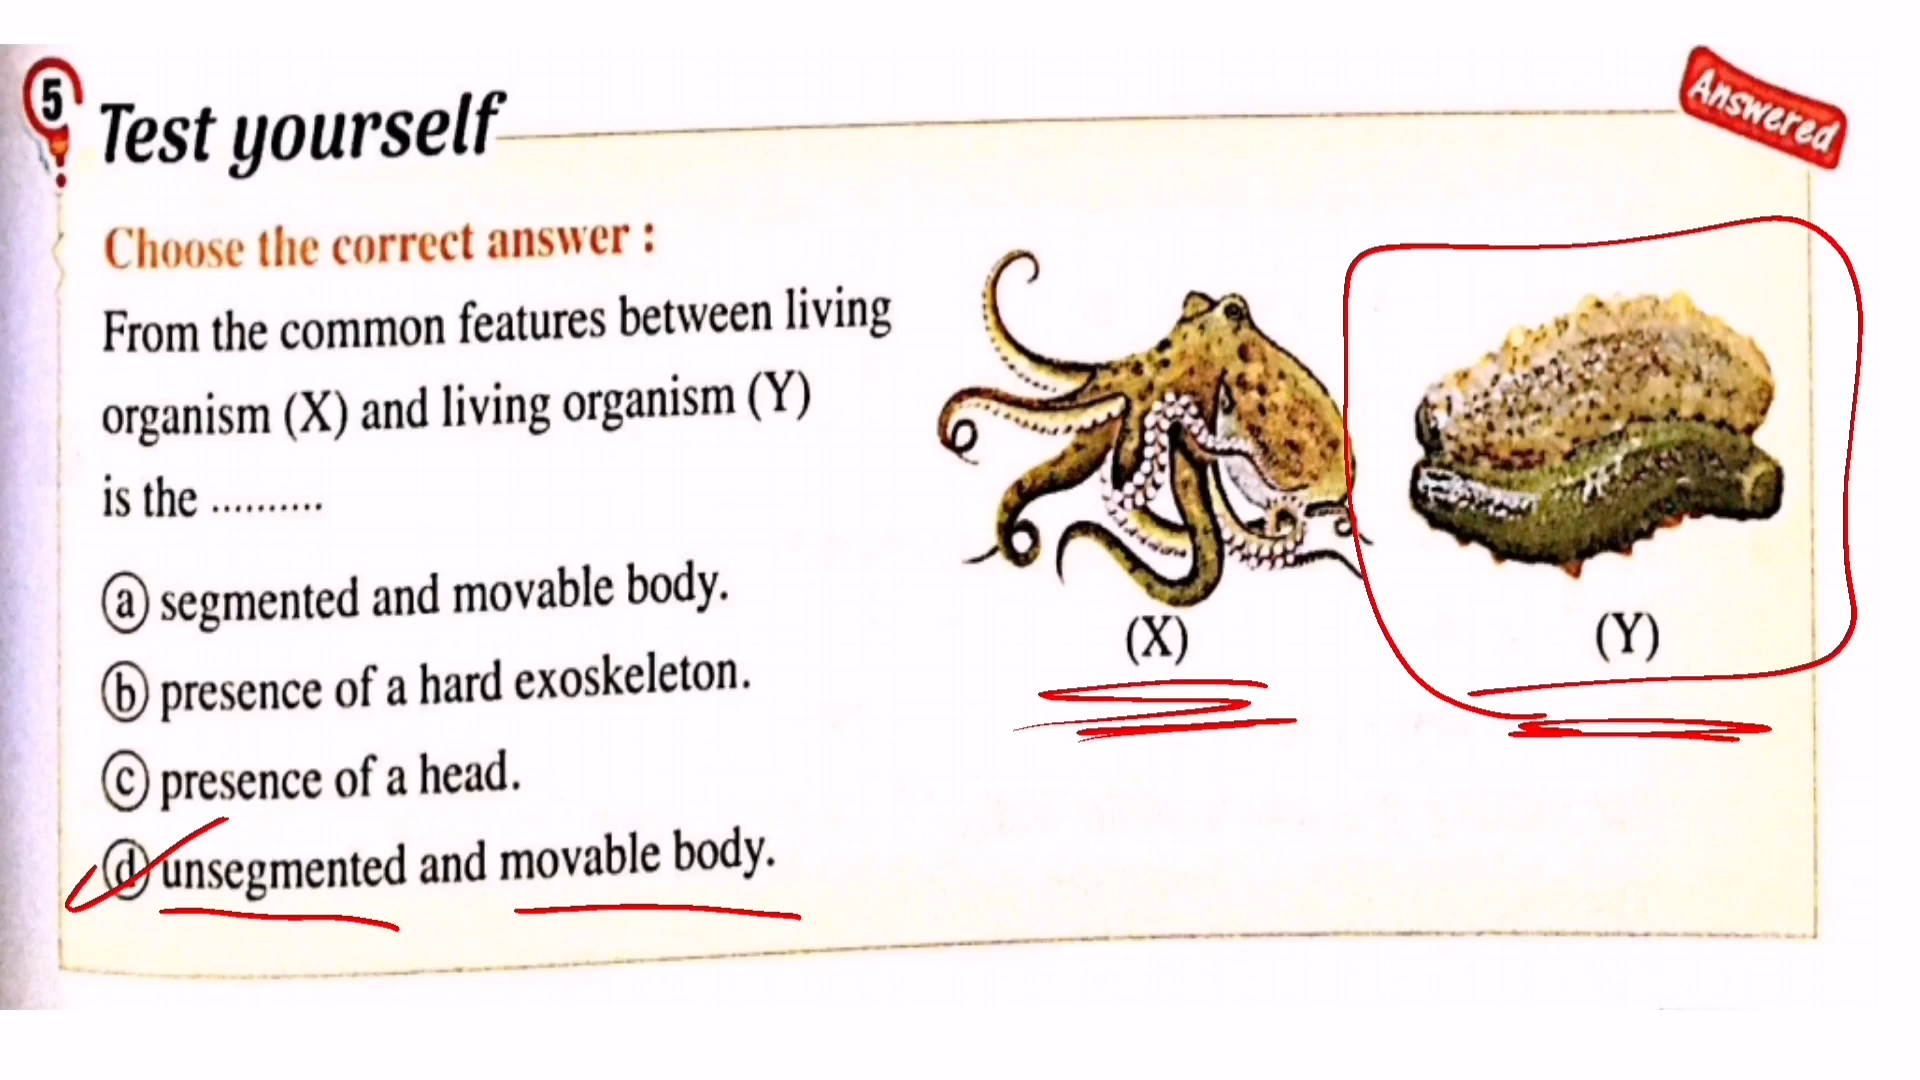 5
Test yourself
Answered
Choose the correct answer :
From the common features between living
organism (X) and living organism (Y)
is the ..........
a segmented and movable body.
b presence of a hard exoskeleton.
c presence of a head.
d unsegmented and movable body.
(X)
(Y)